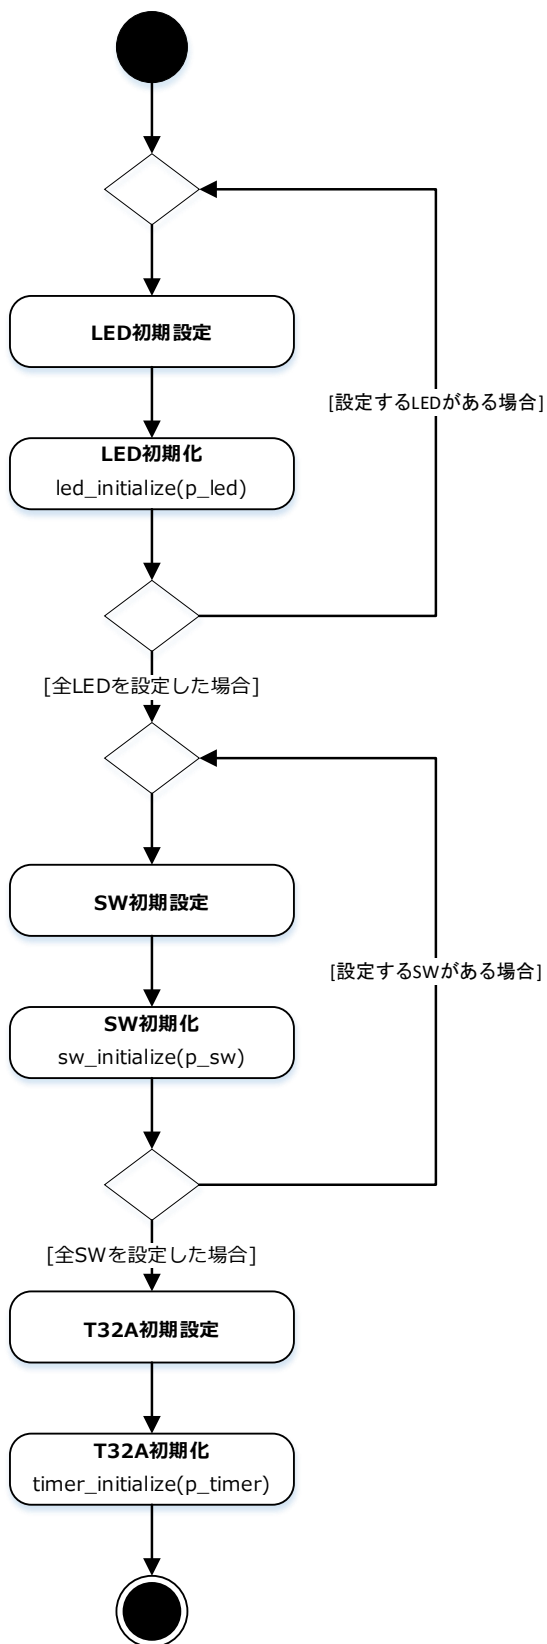 LED初期設定
[設定するLEDがある場合]
LED初期化
led_initialize(p_led)
[全LEDを設定した場合]
SW初期設定
[設定するSWがある場合]
SW初期化
sw_initialize(p_sw)
[全SWを設定した場合]
T32A初期設定
T32A初期化
timer_initialize(p_timer)